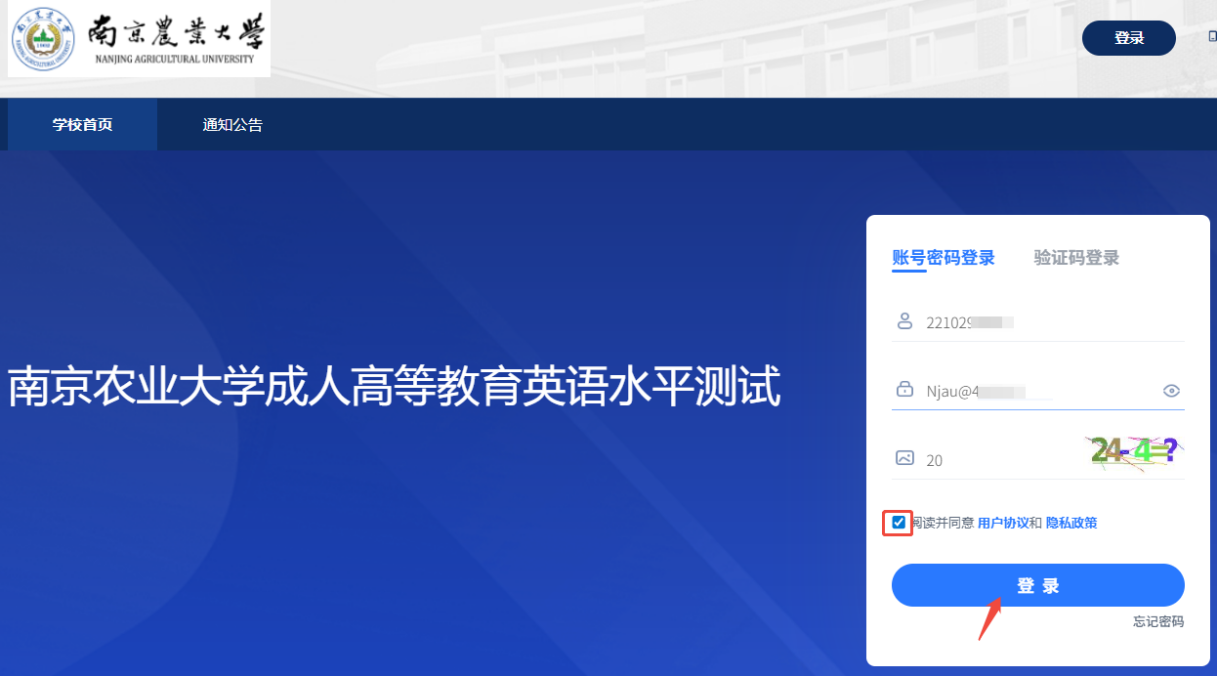 南京農業大學
NANJING AGRICULTURAL UNIVERSITY
登录
学校首页
通知公告
账号密码登录
验证码登录
221029
南京农业大学成人高等教育英语水平测试
Njau@4
20
24-4=?
阅读并同意 用户协议和 隐私政策
登 录
忘记密码